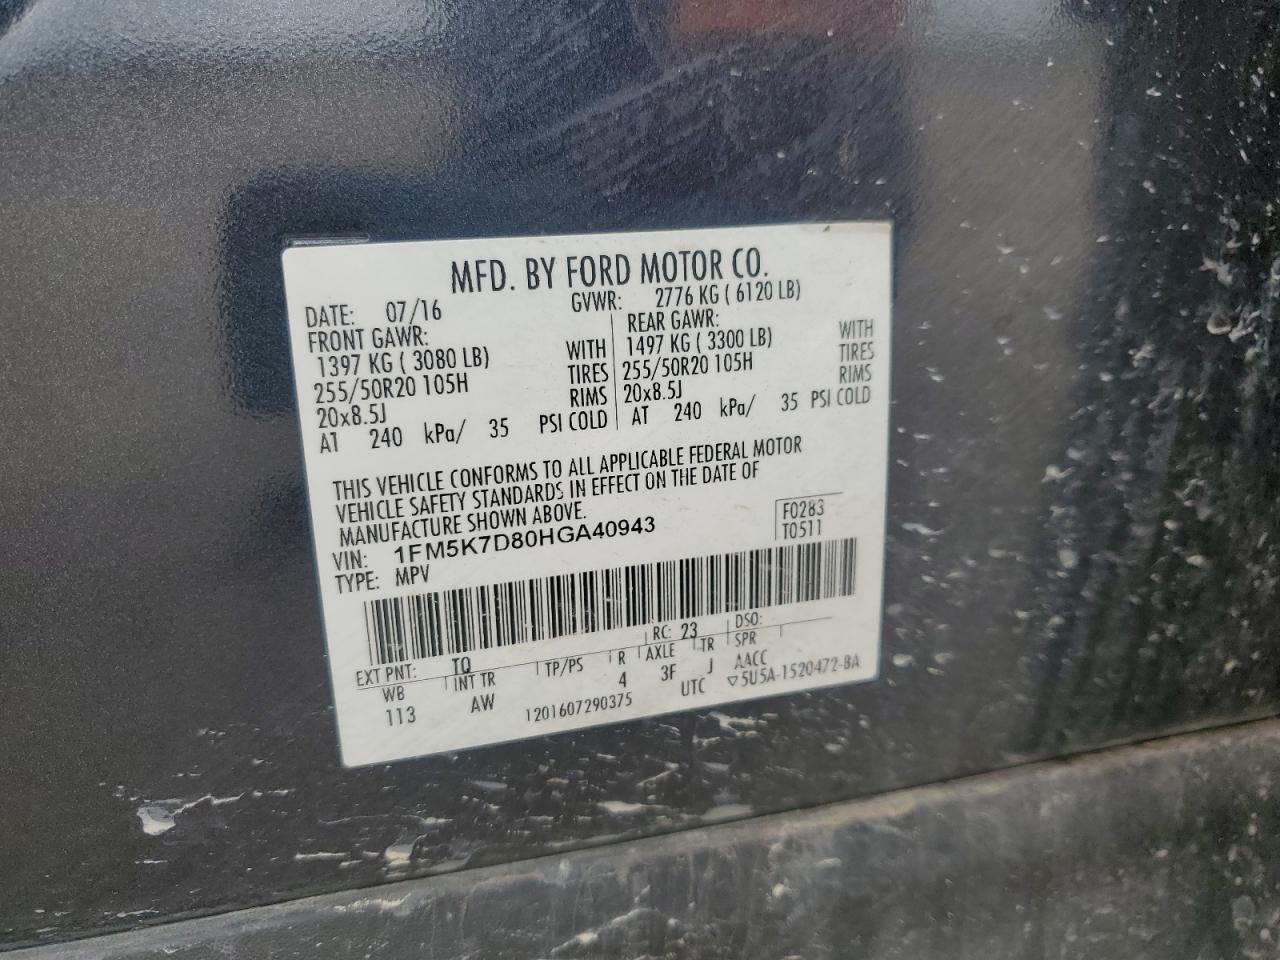 MFD. BY FORD MOTOR CO.
DATE: 07/16 GVWR: 2776 KG ( 6120 LB)
FRONT GAWR: REAR GAWR:
1397 KG ( 3080 LB) WITH 1497 KG ( 3300 LB) WITH
255/50R20 105H TIRES 255/50R20 105H TIRES
20x8.5J RIMS 20x8.5J RIMS
AT 240 kPa/ 35 PSI COLD AT 240 kPa/ 35 PSI COLD
THIS VEHICLE CONFORMS TO ALL APPLICABLE FEDERAL MOTOR
VEHICLE SAFETY STANDARDS IN EFFECT ON THE DATE OF
MANUFACTURE SHOWN ABOVE.
VIN: 1FM5K7D80HGA40943 F0283
TYPE: MPV T0511
EXT PNT: TQ RC: 23 DSO:
WB INT TR TP/PS R AXLE TR SPR
113 AW 4 3F J AACC
1201607290375 UTC ▽5U5A-1520472-BA